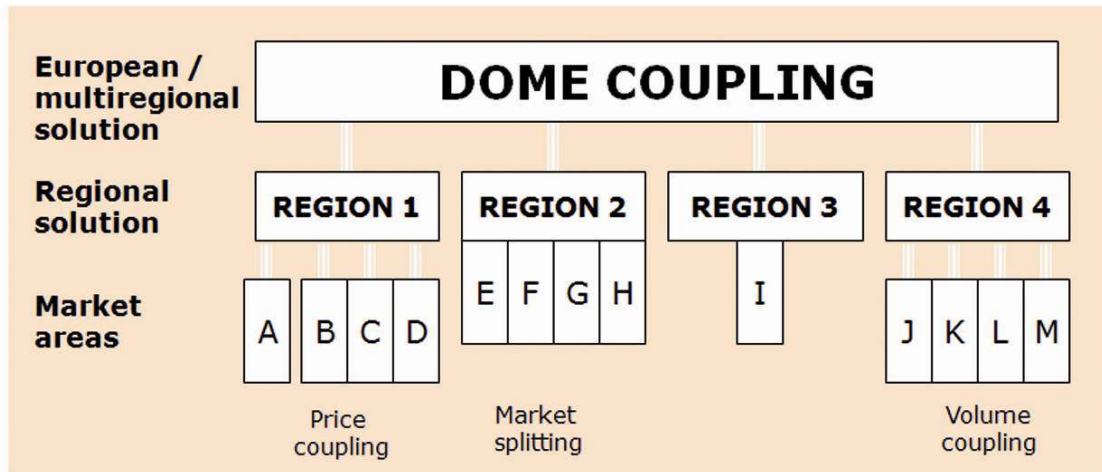 European /
multiregional
solution
DOME COUPLING
Regional
solution
REGION 1
REGION 2
REGION 3
REGION 4
Market
areas
A
B
C
D
E
F
G
H
I
J
K
L
M
Price
coupling
Market
splitting
Volume
coupling